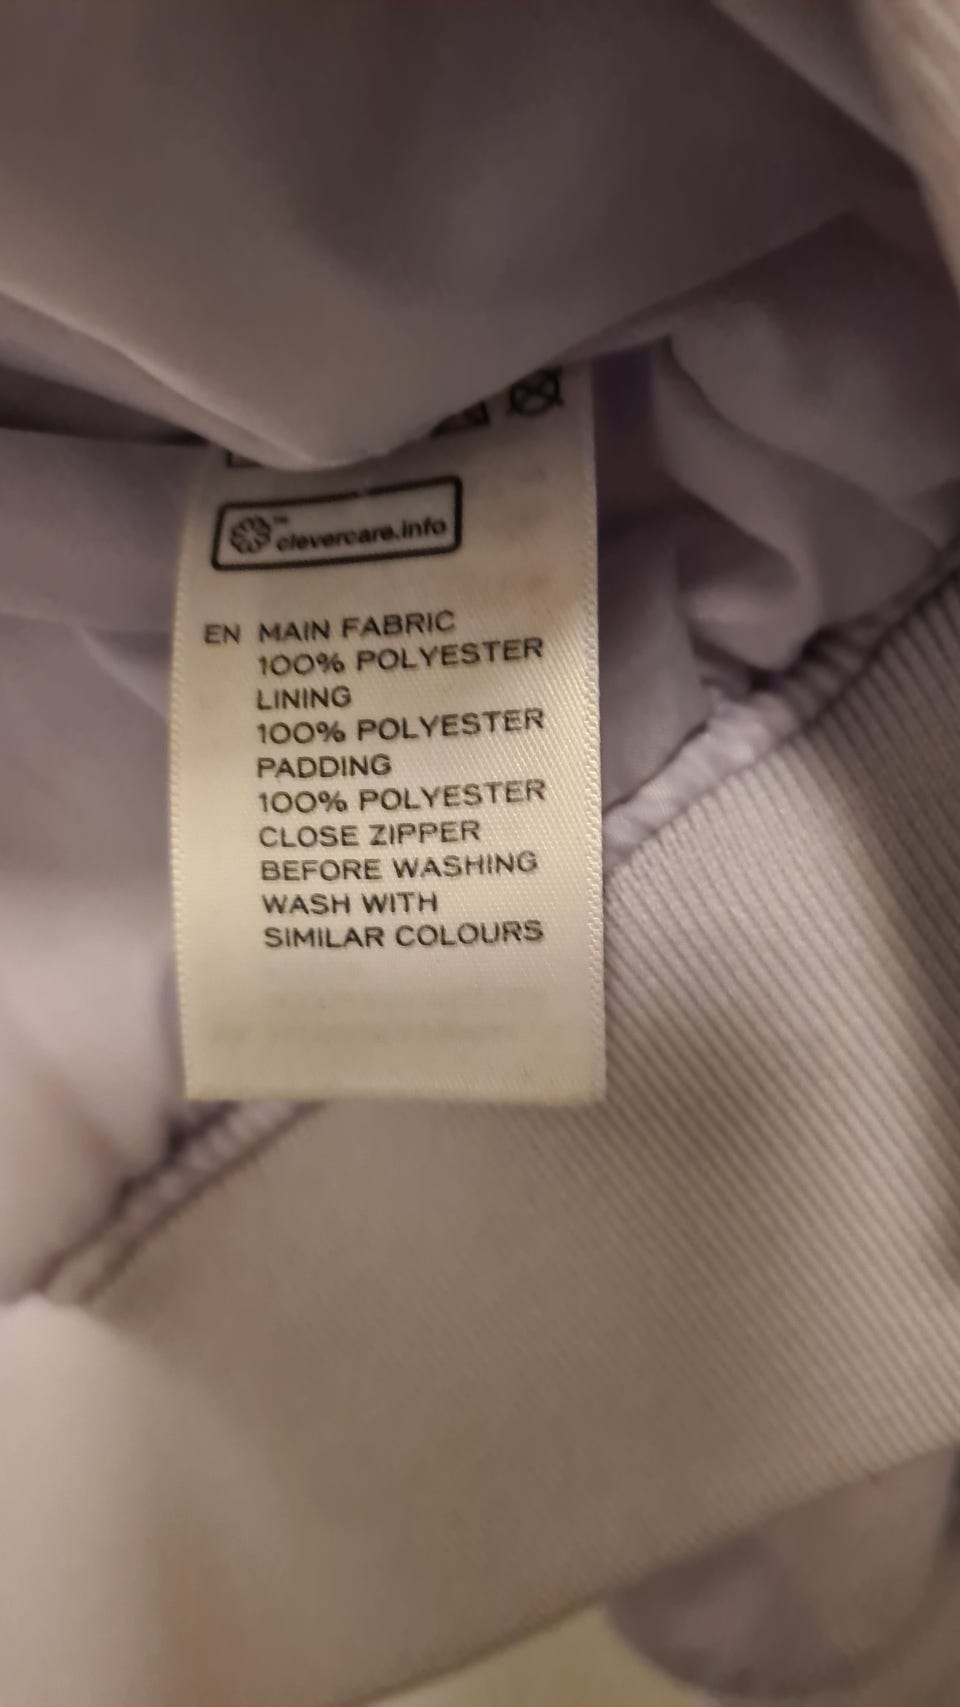 ™
clevercare.info
EN MAIN FABRIC
100% POLYESTER
LINING
100% POLYESTER
PADDING
100% POLYESTER
CLOSE ZIPPER
BEFORE WASHING
WASH WITH
SIMILAR COLOURS